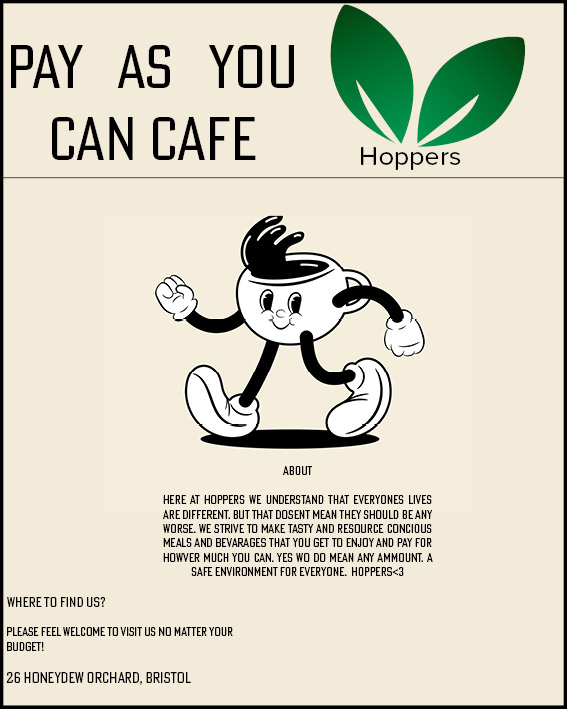 PAY AS YOU
CAN CAFE
Hoppers
ABOUT
HERE AT HOPPERS WE UNDERSTAND THAT EVERYONES LIVES
ARE DIFFERENT. BUT THAT DOSENT MEAN THEY SHOULD BE ANY
WORSE. WE STRIVE TO MAKE TASTY AND RESOURCE CONCIOUS
MEALS AND BEVARAGES THAT YOU GET TO ENJOY AND PAY FOR
HOWVER MUCH YOU CAN. YES WO DO MEAN ANY AMMOUNT. A
SAFE ENVIRONMENT FOR EVERYONE. HOPPERS<3
WHERE TO FIND US?
PLEASE FEEL WELCOME TO VISIT US NO MATTER YOUR
BUDGET!
26 HONEYDEW ORCHARD, BRISTOL